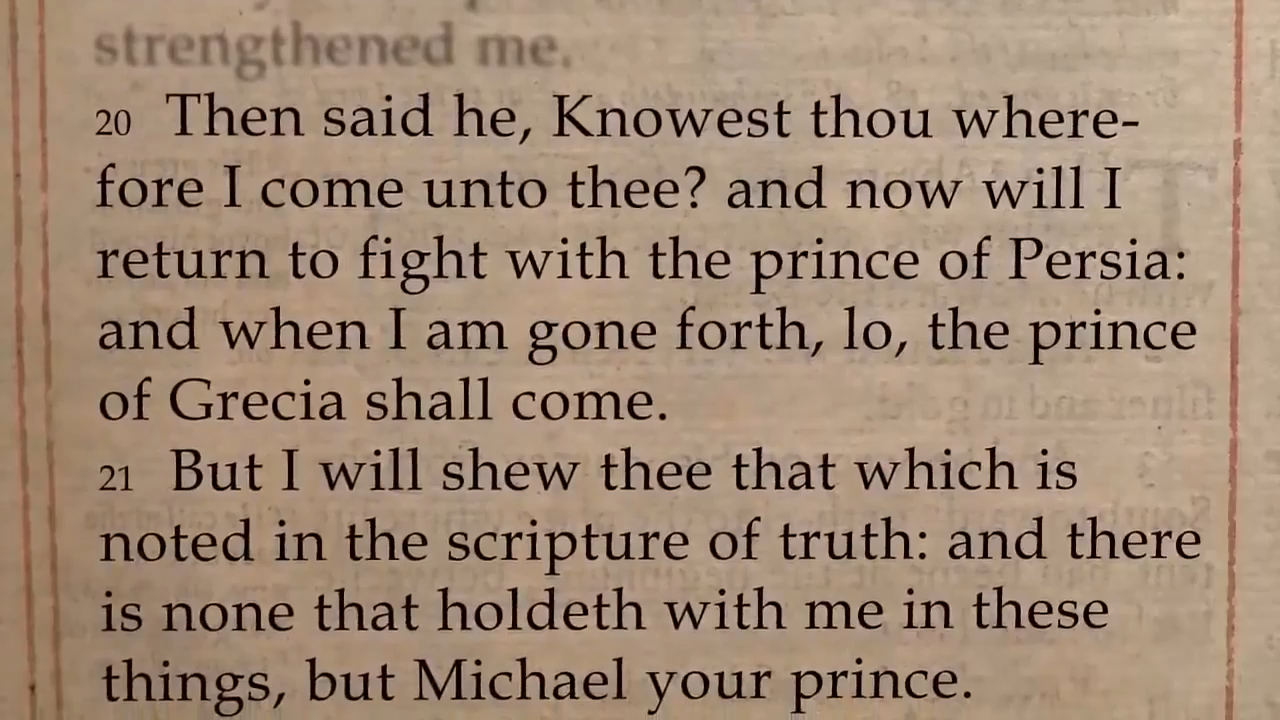 strengthened me.
20 Then said he, Knowest thou where-
fore I come unto thee? and now will I
return to fight with the prince of Persia:
and when I am gone forth, lo, the prince
of Grecia shall come.
21 But I will shew thee that which is
noted in the scripture of truth: and there
is none that holdeth with me in these
things, but Michael your prince.